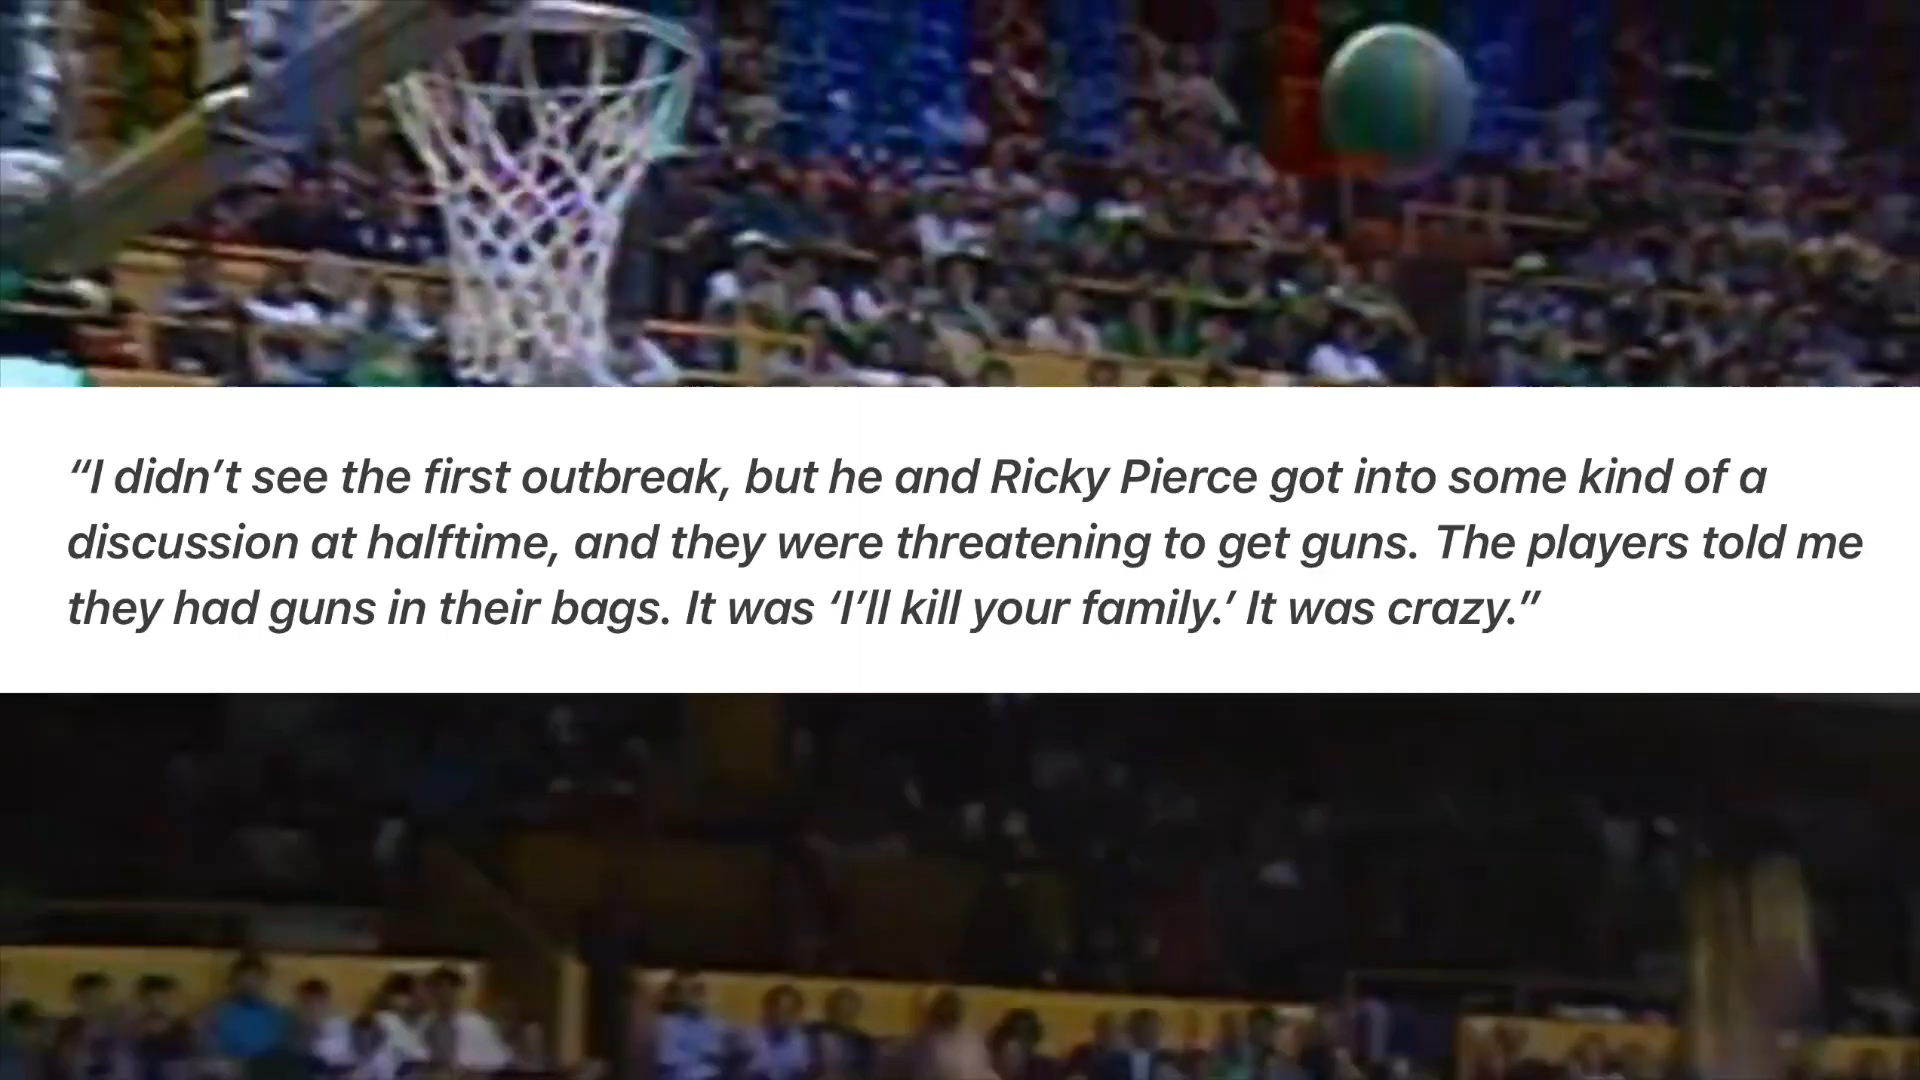 “I didn’t see the first outbreak, but he and Ricky Pierce got into some kind of a
discussion at halftime, and they were threatening to get guns. The players told me
they had guns in their bags. It was ‘I’ll kill your family.’ It was crazy.”